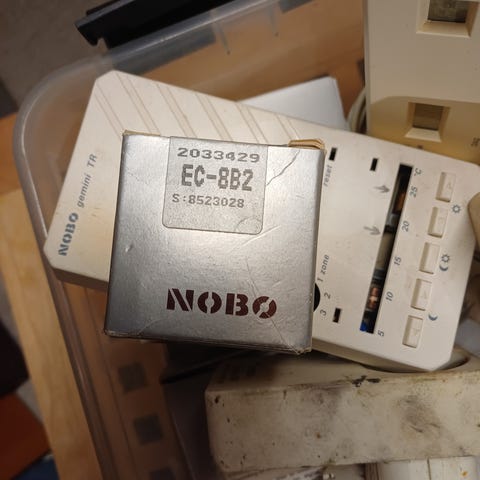 2033429
EC-8B2
S:8523028
NOBO
NOBO gemini TR
reset
°C
25
20
15
10
5
zone
1
2
3